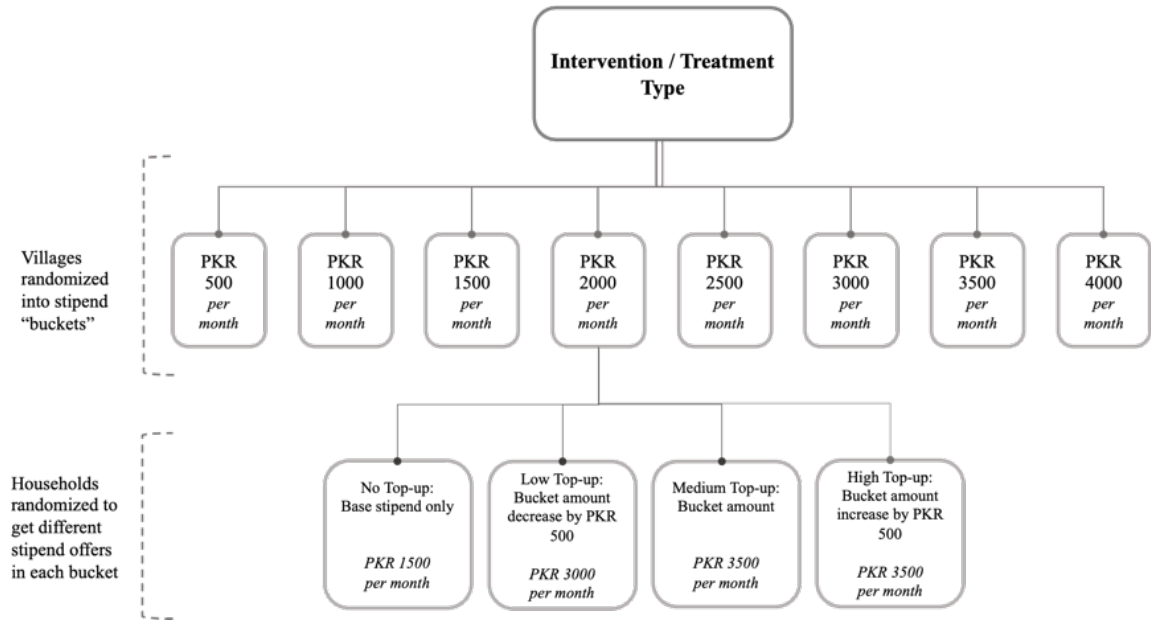 Intervention / Treatment
Type
Villages
randomized
into stipend
“buckets”
PKR
500
per
month
PKR
1000
per
month
PKR
1500
per
month
PKR
2000
per
month
PKR
2500
per
month
PKR
3000
per
month
PKR
3500
per
month
PKR
4000
per
month
Households
randomized to
get different
stipend offers
in each bucket
No Top-up:
Base stipend only
PKR 1500
per month
Low Top-up:
Bucket amount
decrease by PKR
500
PKR 3000
per month
Medium Top-up:
Bucket amount
PKR 3500
per month
High Top-up:
Bucket amount
increase by PKR
500
PKR 3500
per month